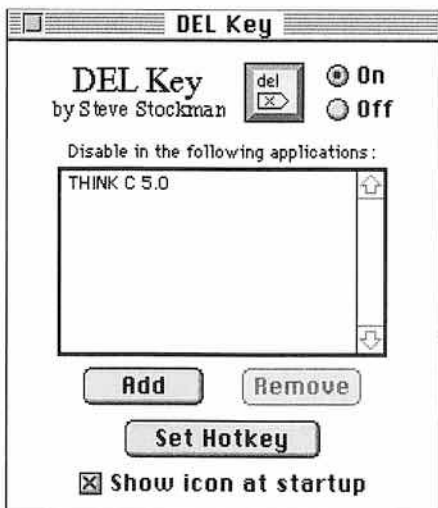 DEL Key
DEL Key
by Steve Stockman
del
On
Off
Disable in the following applications:
THINK C 5.0
Add
Remove
Set Hotkey
Show icon at startup